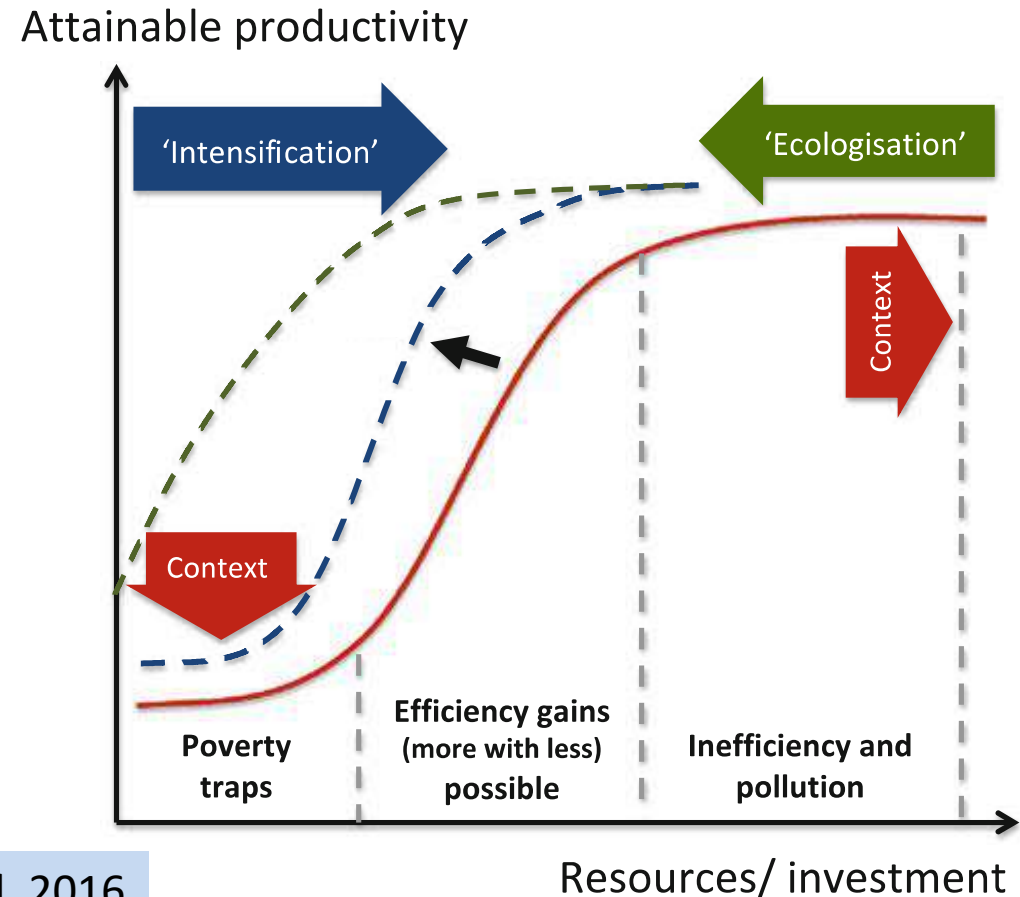 Attainable productivity
‘Intensification’
‘Ecologisation’
Context
Context
Efficiency gains
(more with less)
possible
Poverty
traps
Inefficiency and
pollution
Resources/ investment
2016